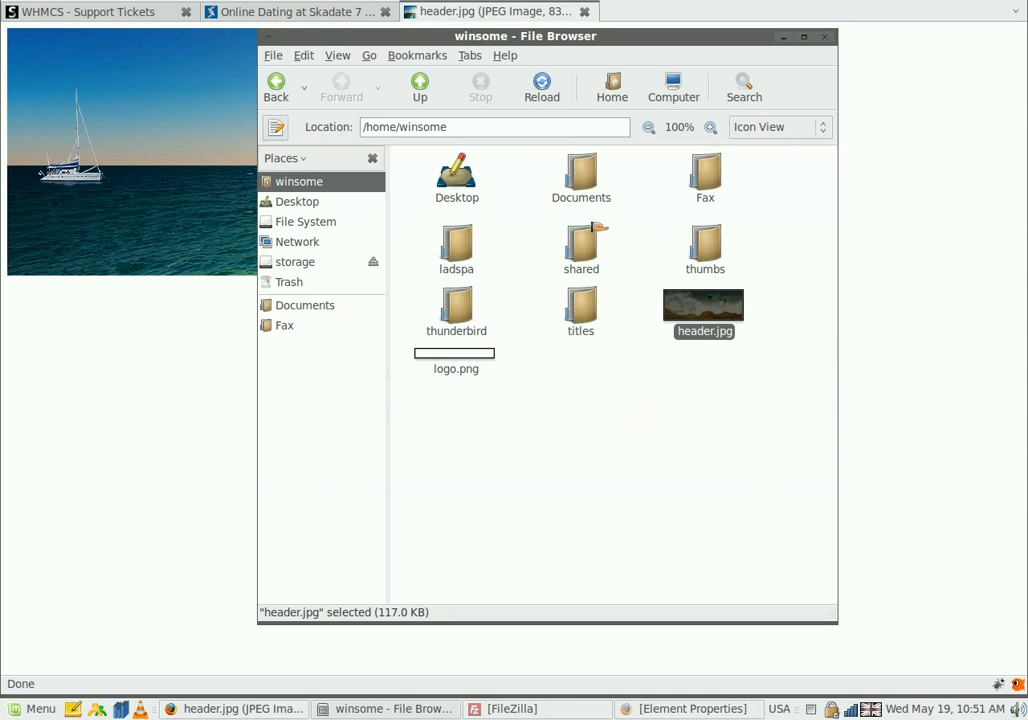 WHMCS - Support Tickets
Online Dating at Skadate 7 ...
header.jpg (JPEG Image, 83...
winsome - File Browser
File Edit View Go Bookmarks Tabs Help
Back Forward Up Stop Reload Home Computer Search
Location: /home/winsome 100% Icon View
Places
winsome
Desktop
File System
Network
storage
Trash
Documents
Fax
Desktop Documents Fax
ladspa shared thumbs
thunderbird titles header.jpg
logo.png
"header.jpg" selected (117.0 KB)
Done
Menu header.jpg (JPEG Ima... winsome - File Brow... [FileZilla] [Element Properties] USA Wed May 19, 10:51 AM